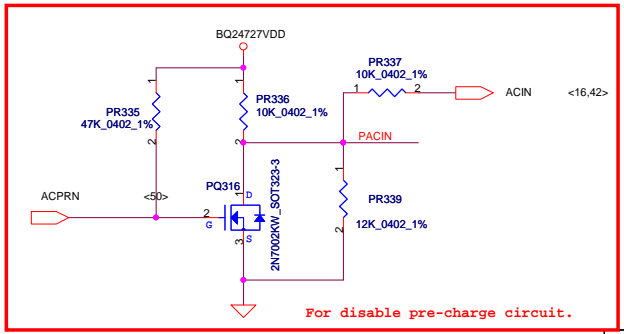 BQ24727VDD
PR337
10K_0402_1%
1
2
ACIN
<16,42>
1
PR335
47K_0402_1%
2
1
PR336
10K_0402_1%
2
PACIN
ACPRN
<50>
PQ316
1
D
2
G
3
S
2N7002KW_SOT323-3
1
PR339
12K_0402_1%
2
For disable pre-charge circuit.